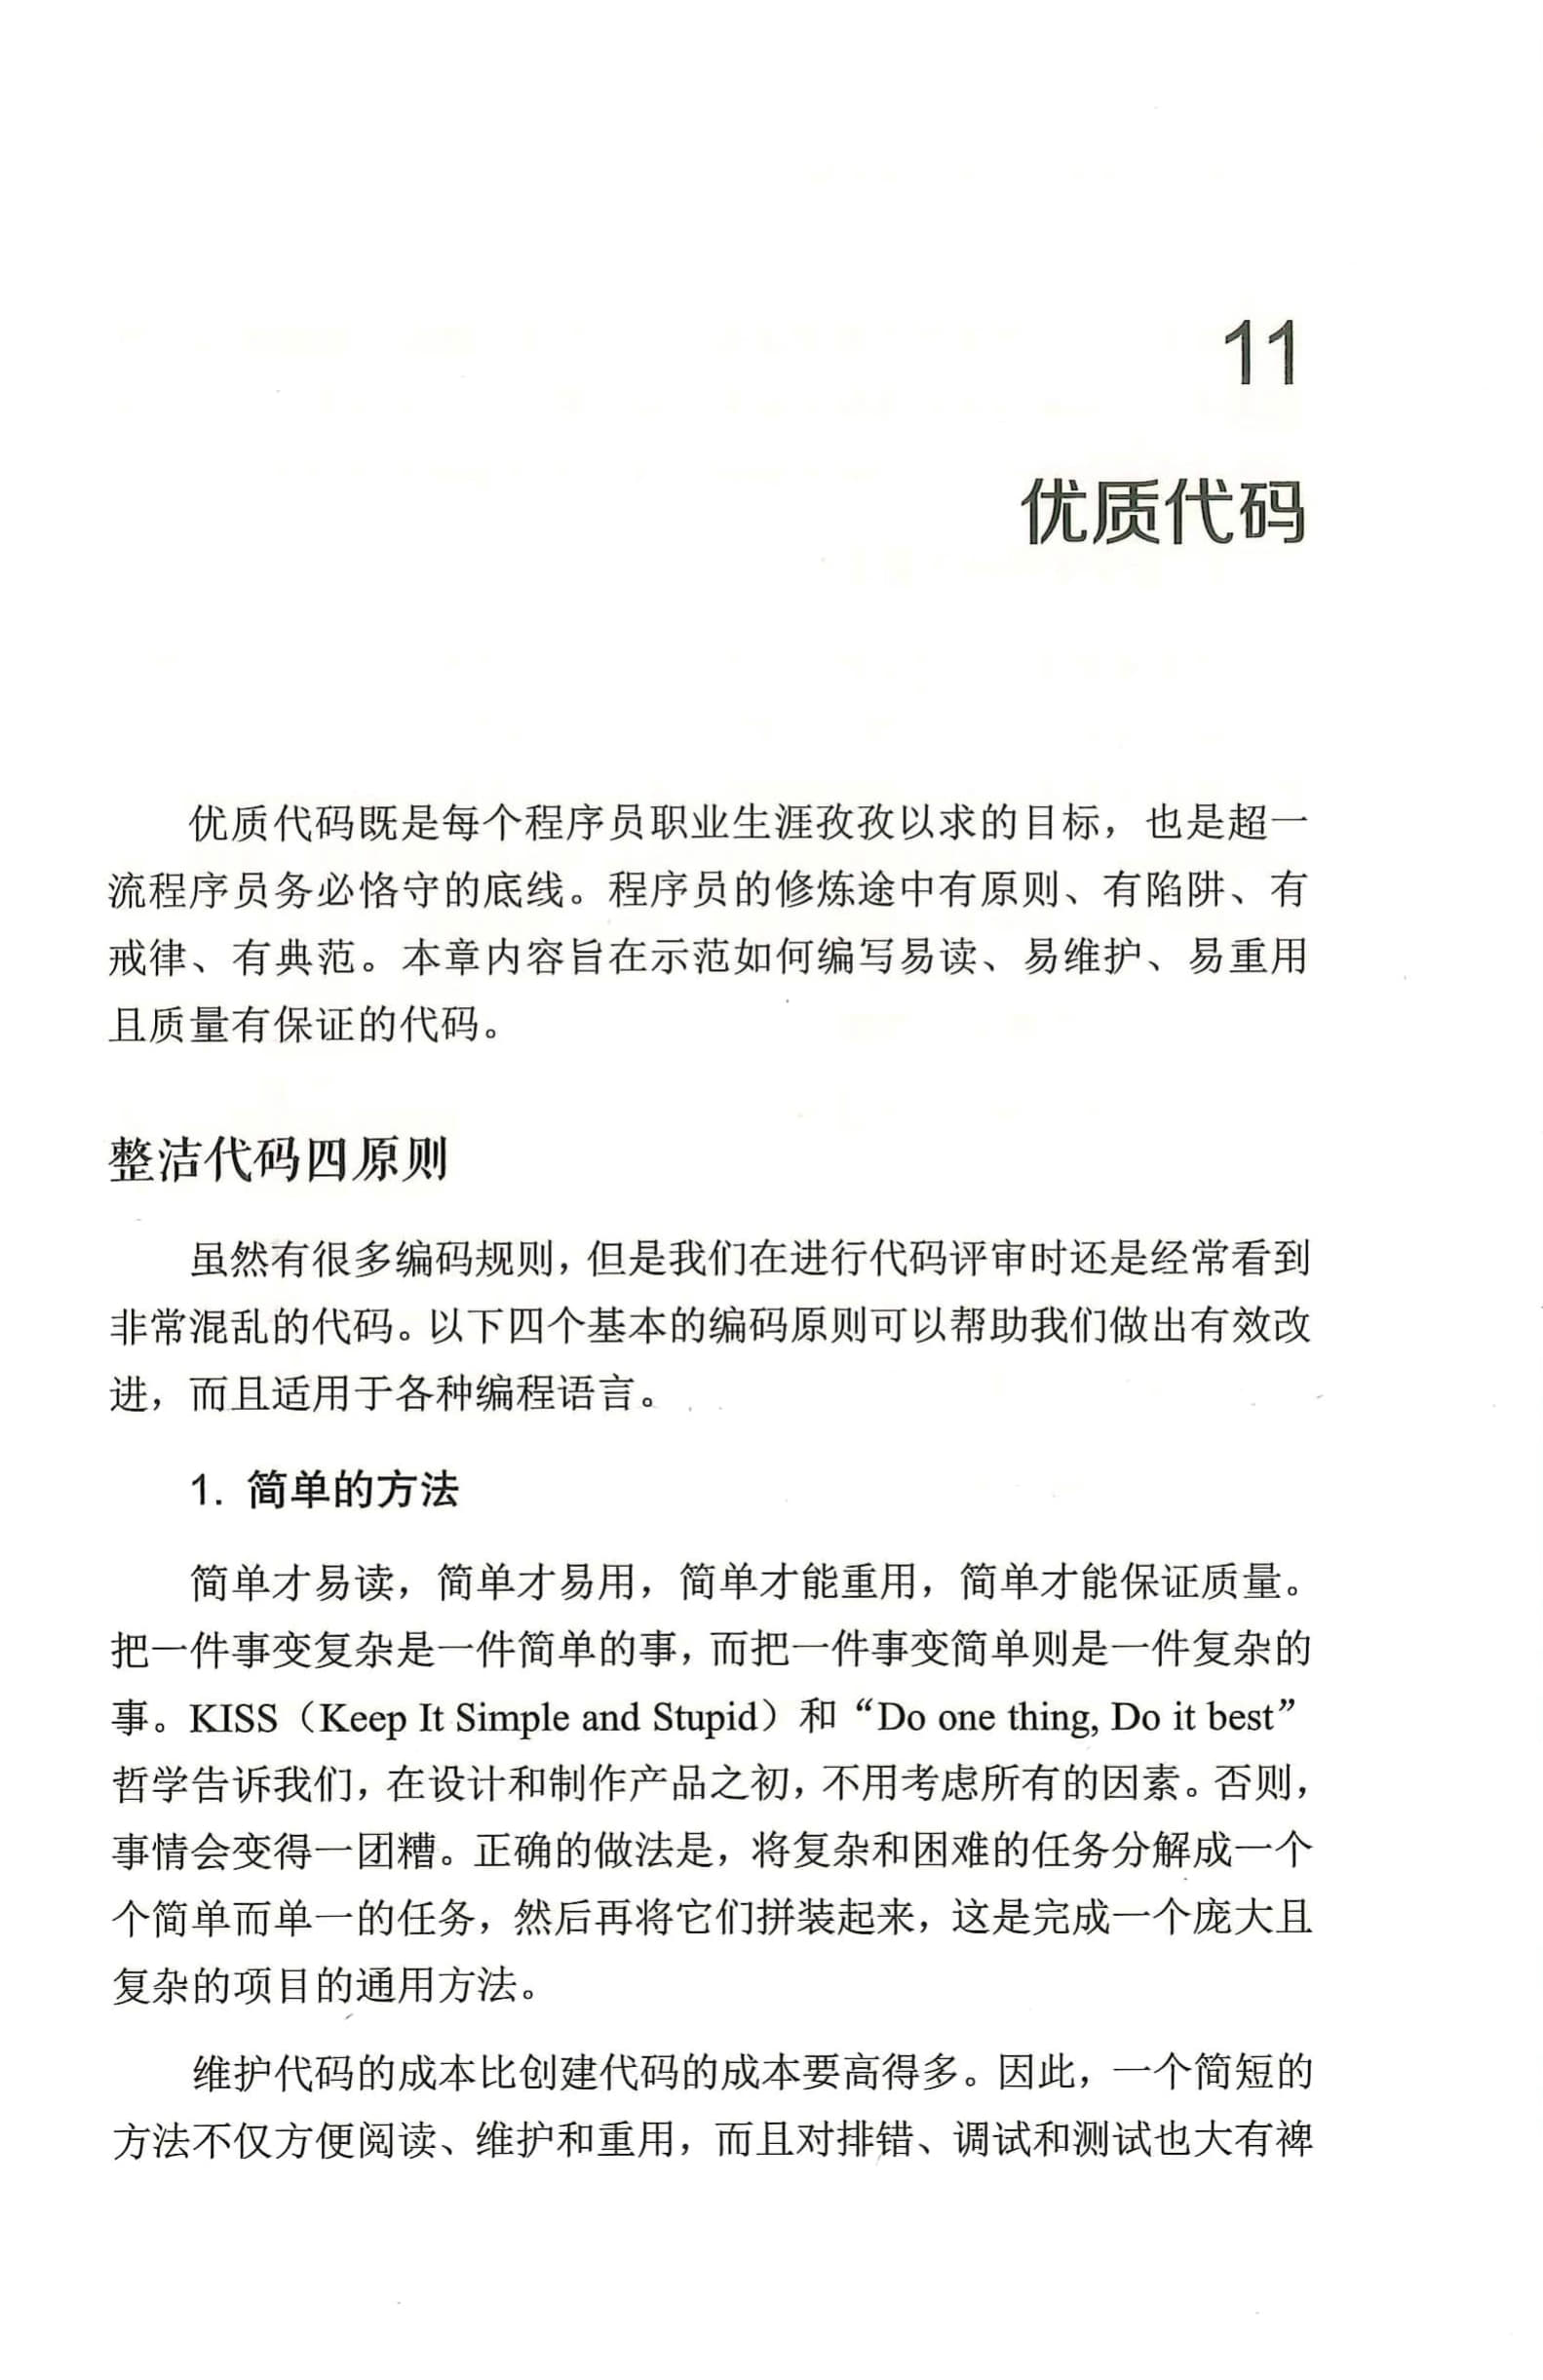 11
优质代码
优质代码既是每个程序员职业生涯孜孜以求的目标，也是超一
流程序员务必恪守的底线。程序员的修炼途中有原则、有陷阱、有
戒律、有典范。本章内容旨在示范如何编写易读、易维护、易重用
且质量有保证的代码。
整洁代码四原则
虽然有很多编码规则，但是我们在进行代码评审时还是经常看到
非常混乱的代码。以下四个基本的编码原则可以帮助我们做出有效改
进，而且适用于各种编程语言。
1. 简单的方法
简单才易读，简单才易用，简单才能重用，简单才能保证质量。
把一件事变复杂是一件简单的事，而把一件事变简单则是一件复杂的
事。KISS（Keep It Simple and Stupid）和“Do one thing, Do it best”
哲学告诉我们，在设计和制作产品之初，不用考虑所有的因素。否则，
事情会变得一团糟。正确的做法是，将复杂和困难的任务分解成一个
个简单而单一的任务，然后再将它们拼装起来，这是完成一个庞大且
复杂的项目的通用方法。
维护代码的成本比创建代码的成本要高得多。因此，一个简短的
方法不仅方便阅读、维护和重用，而且对排错、调试和测试也大有裨